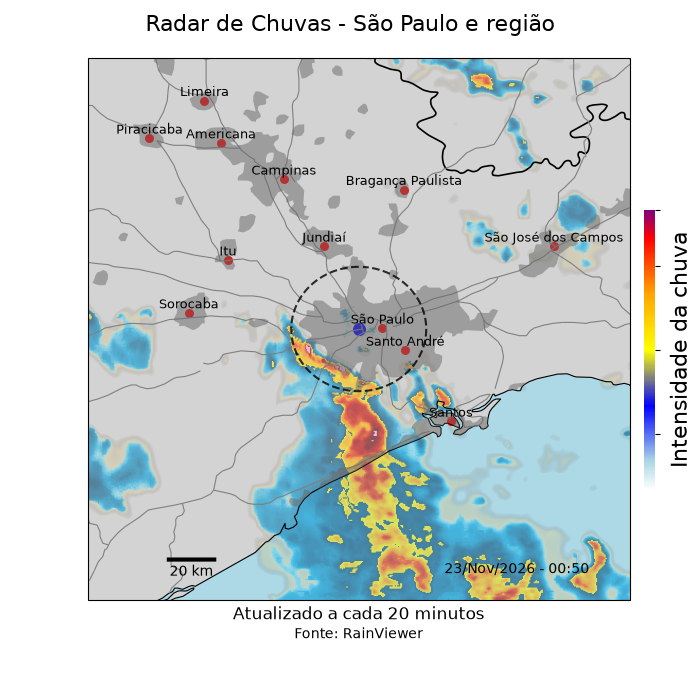 Radar de Chuvas - São Paulo e região
Limeira
Piracicaba
Americana
Campinas
Bragança Paulista
Jundiaí
São José dos Campos
Itu
Sorocaba
São Paulo
Santo André
Santos
Intensidade da chuva
23/Nov/2026 - 00:50
20 km
Atualizado a cada 20 minutos
Fonte: RainViewer